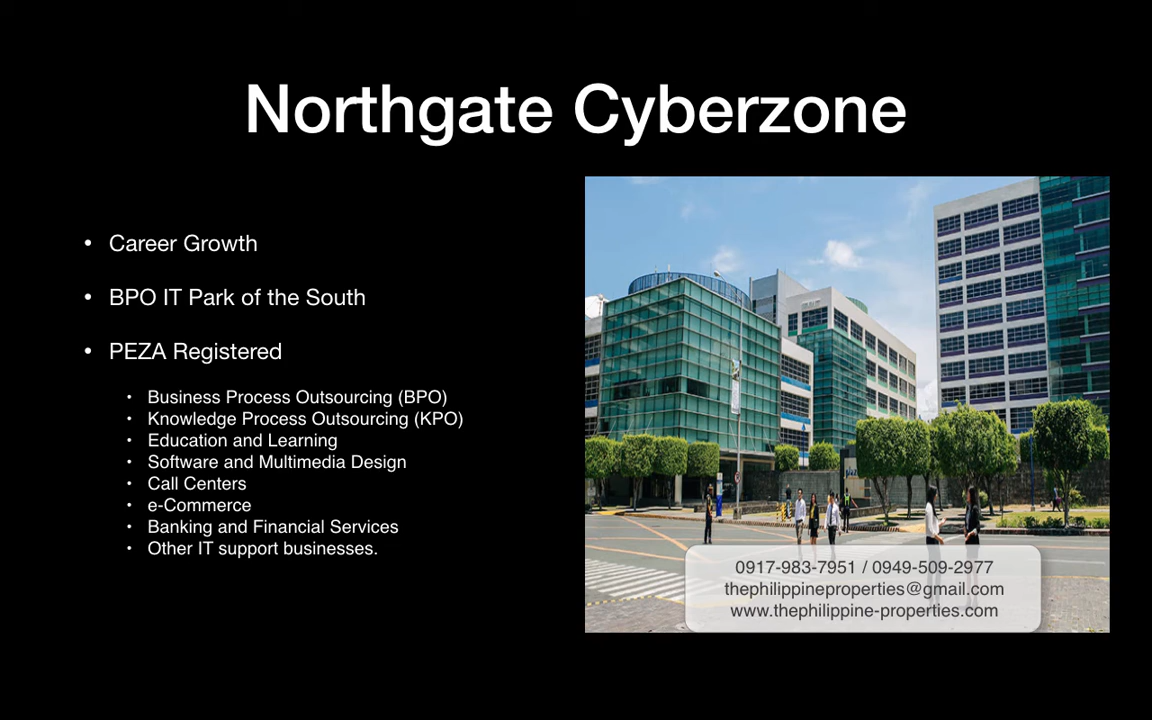 Northgate Cyberzone
• Career Growth
• BPO IT Park of the South
• PEZA Registered
• Business Process Outsourcing (BPO)
• Knowledge Process Outsourcing (KPO)
• Education and Learning
• Software and Multimedia Design
• Call Centers
• e-Commerce
• Banking and Financial Services
• Other IT support businesses.
0917-983-7951 / 0949-509-2977
thephilippineproperties@gmail.com
www.thephilippine-properties.com